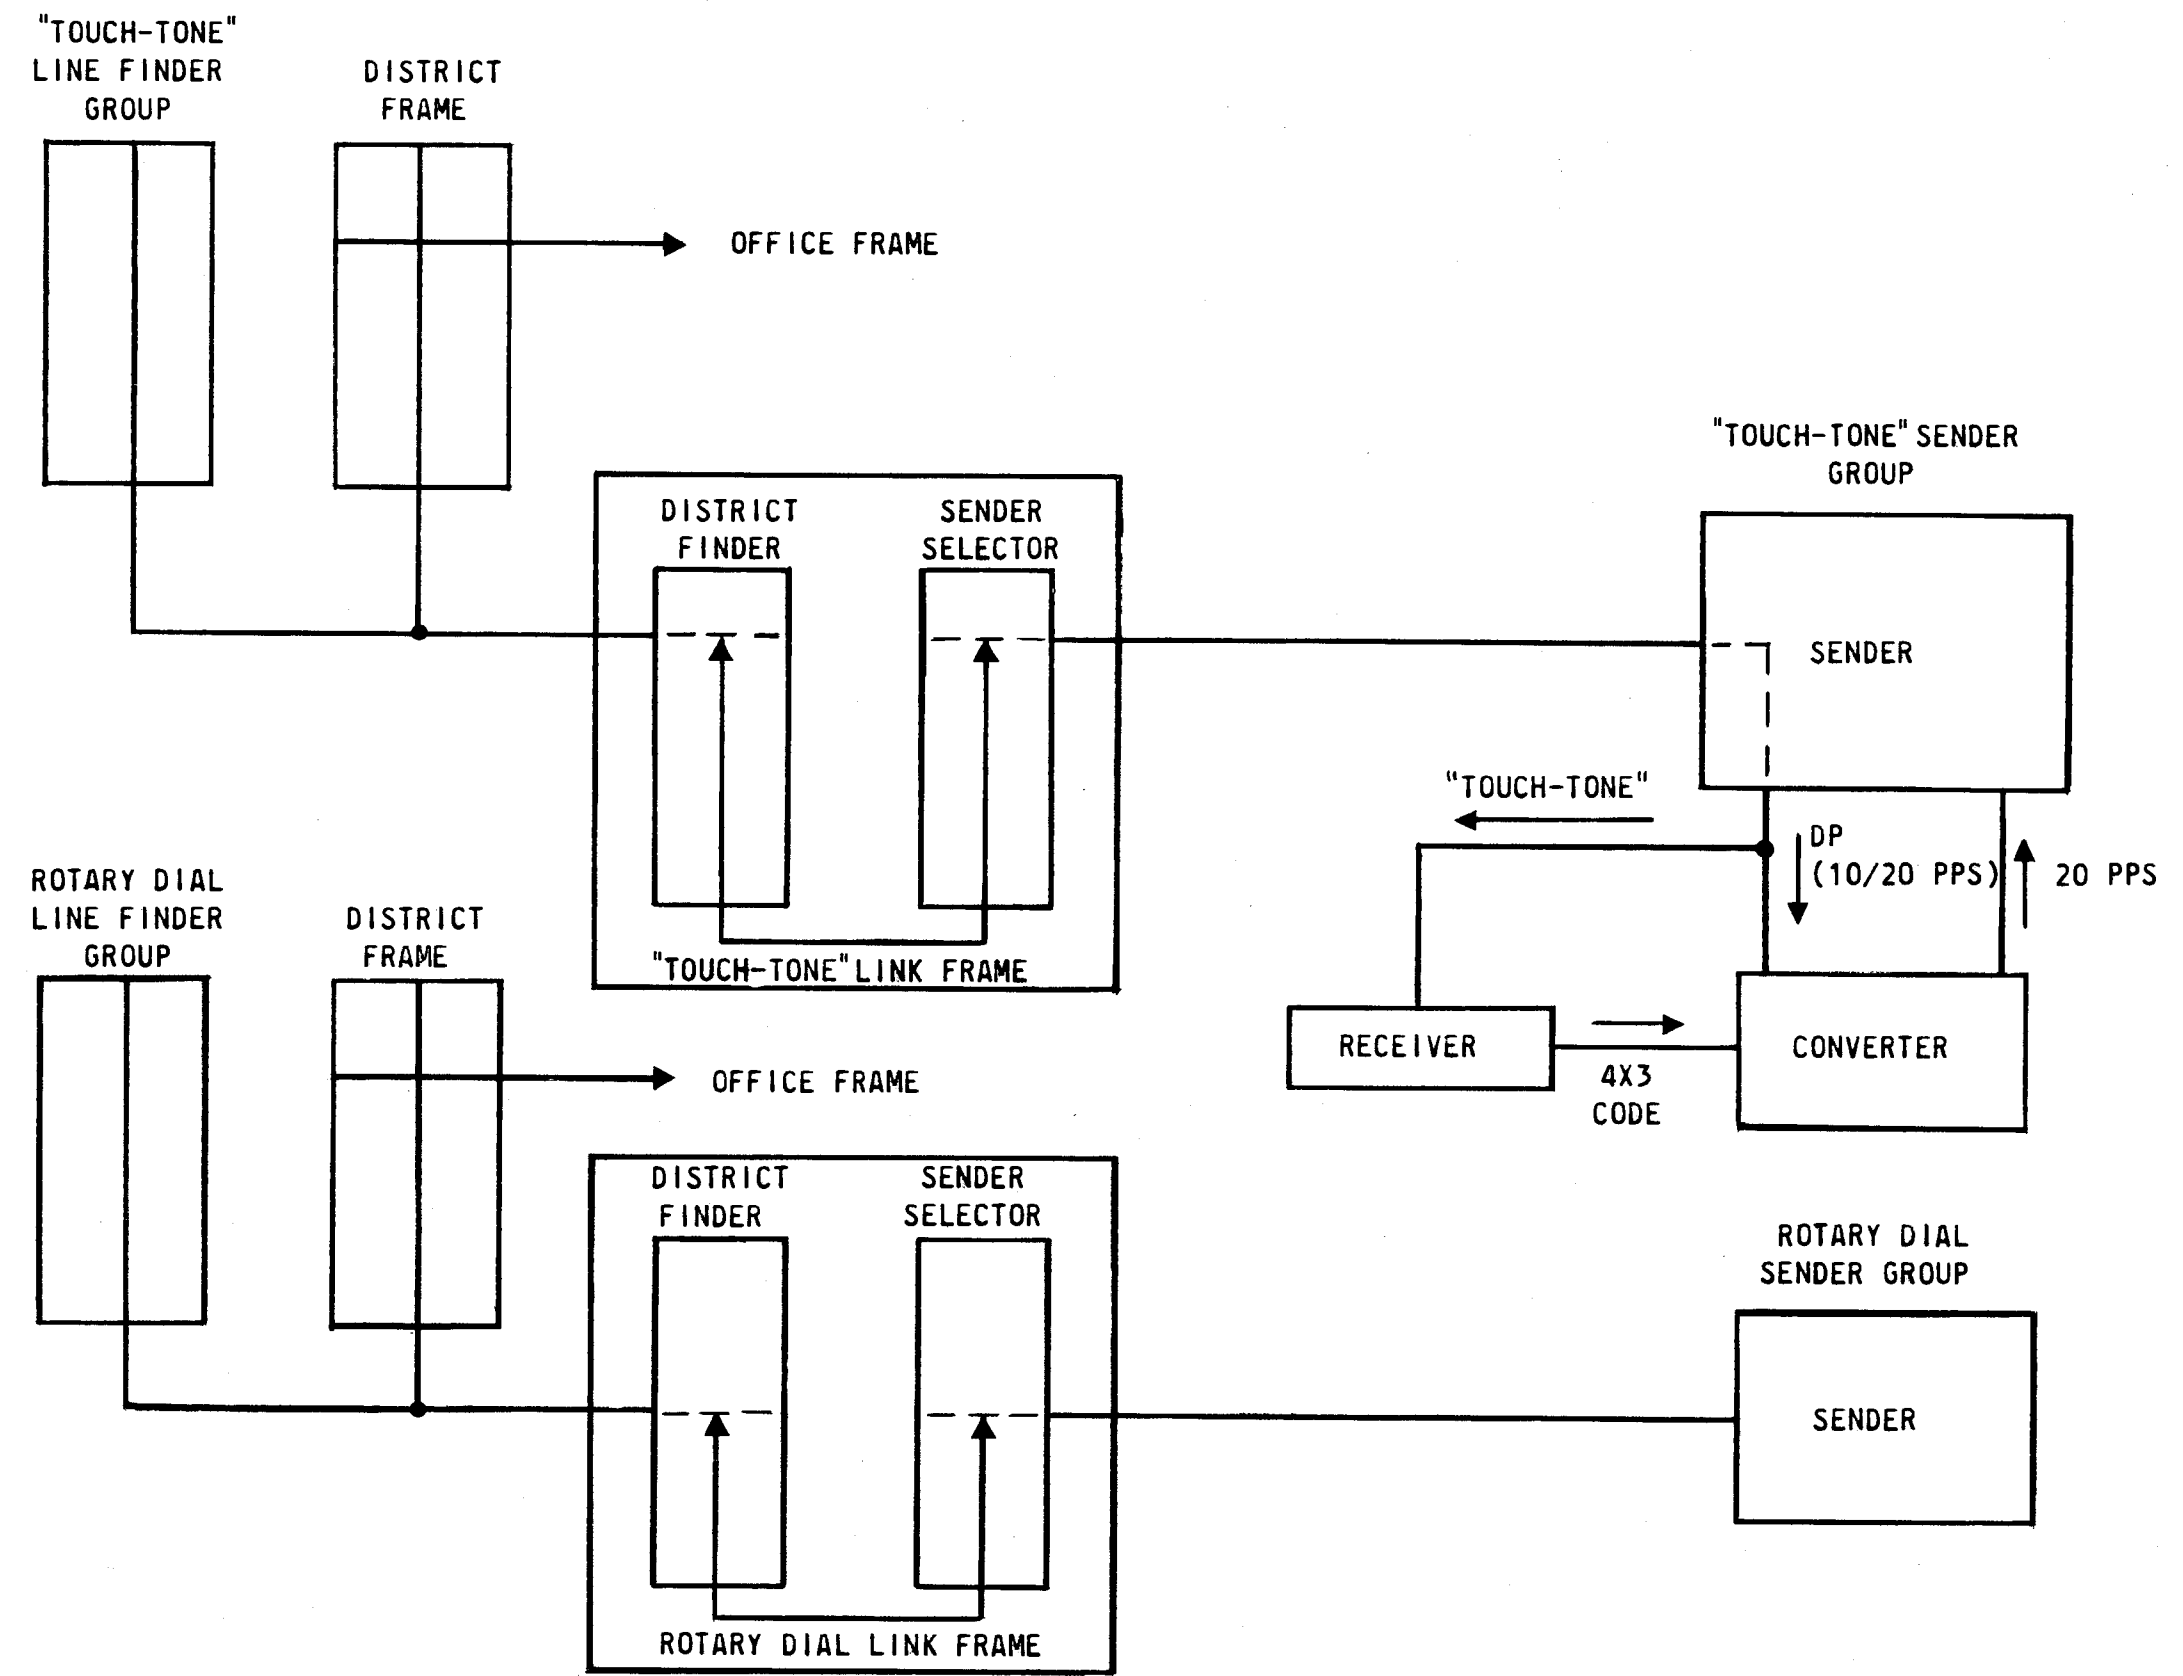 "TOUCH-TONE"
LINE FINDER
GROUP
DISTRICT
FRAME
OFFICE FRAME
DISTRICT
FINDER
SENDER
SELECTOR
"TOUCH-TONE" LINK FRAME
"TOUCH-TONE" SENDER
GROUP
SENDER
"TOUCH-TONE"
DP
(10/20 PPS)
20 PPS
RECEIVER
4X3
CODE
CONVERTER
ROTARY DIAL
LINE FINDER
GROUP
DISTRICT
FRAME
OFFICE FRAME
DISTRICT
FINDER
SENDER
SELECTOR
ROTARY DIAL LINK FRAME
ROTARY DIAL
SENDER GROUP
SENDER